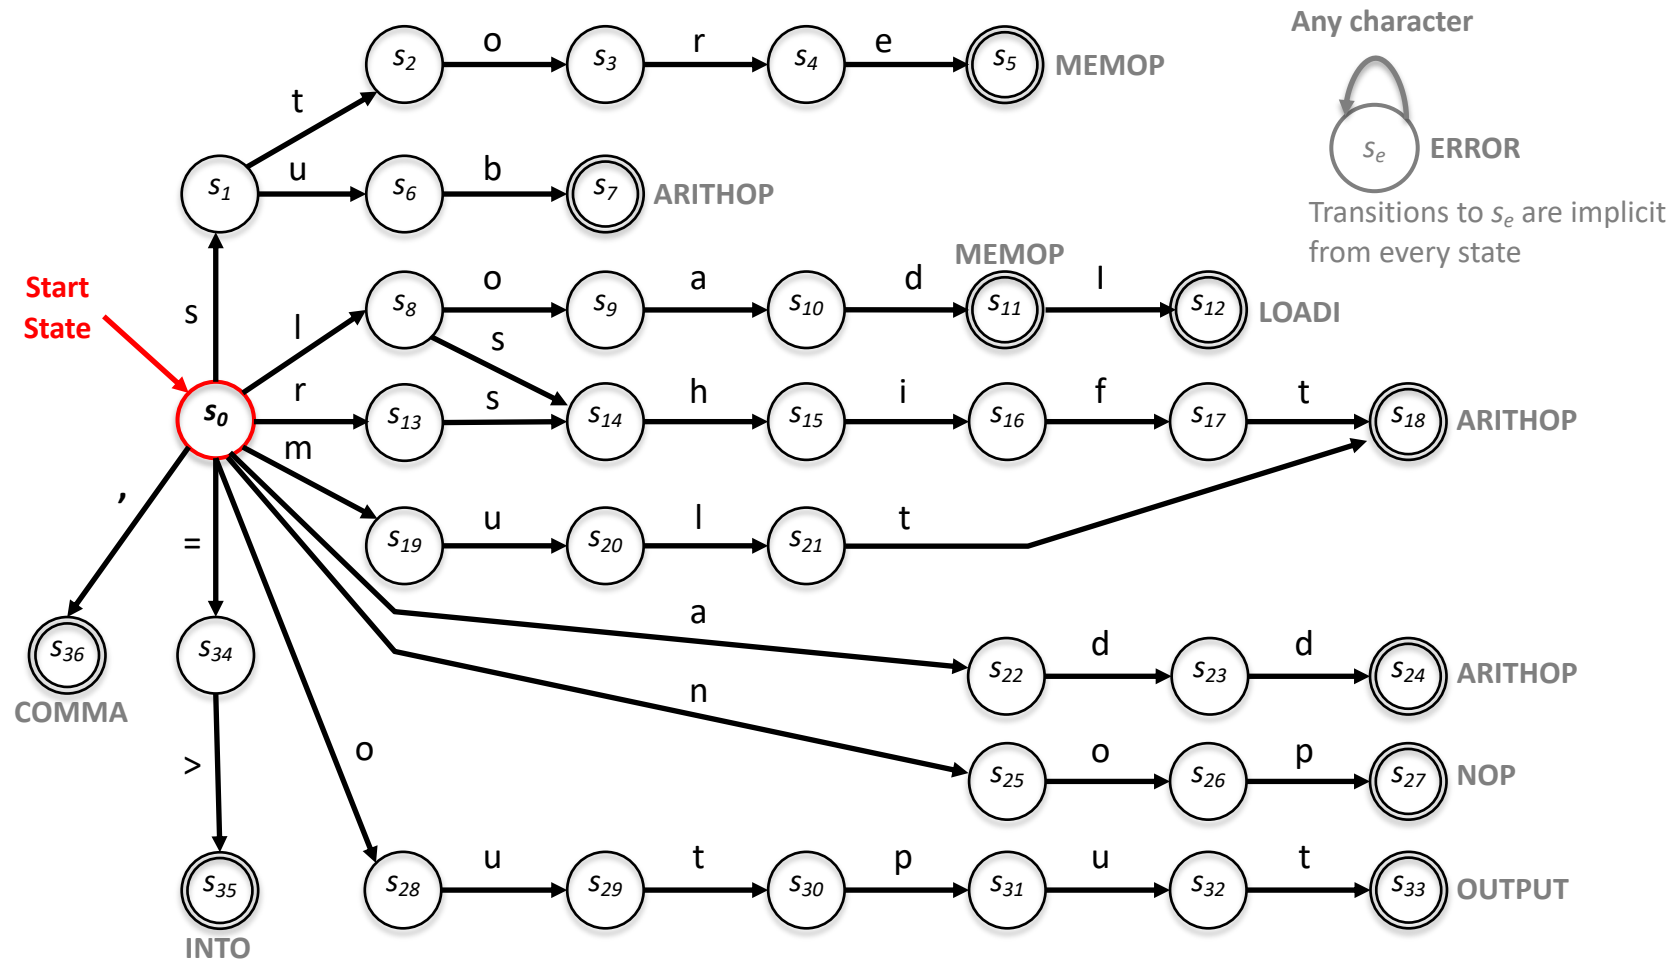 Any character
s2
o
s3
r
s4
e
s5
MEMOP
t
se
ERROR
s1
u
s6
b
s7
ARITHOP
Transitions to se are implicit
from every state
MEMOP
Start
State
s
l
s8
o
s9
a
s10
d
s11
I
s12
LOADI
s
s0
r
s13
s
s14
h
s15
i
s16
f
s17
t
s18
ARITHOP
m
,
=
s19
u
s20
l
s21
t
a
s36
COMMA
s34
s22
d
s23
d
s24
ARITHOP
n
>
o
s25
o
s26
p
s27
NOP
s35
INTO
s28
u
s29
t
s30
p
s31
u
s32
t
s33
OUTPUT